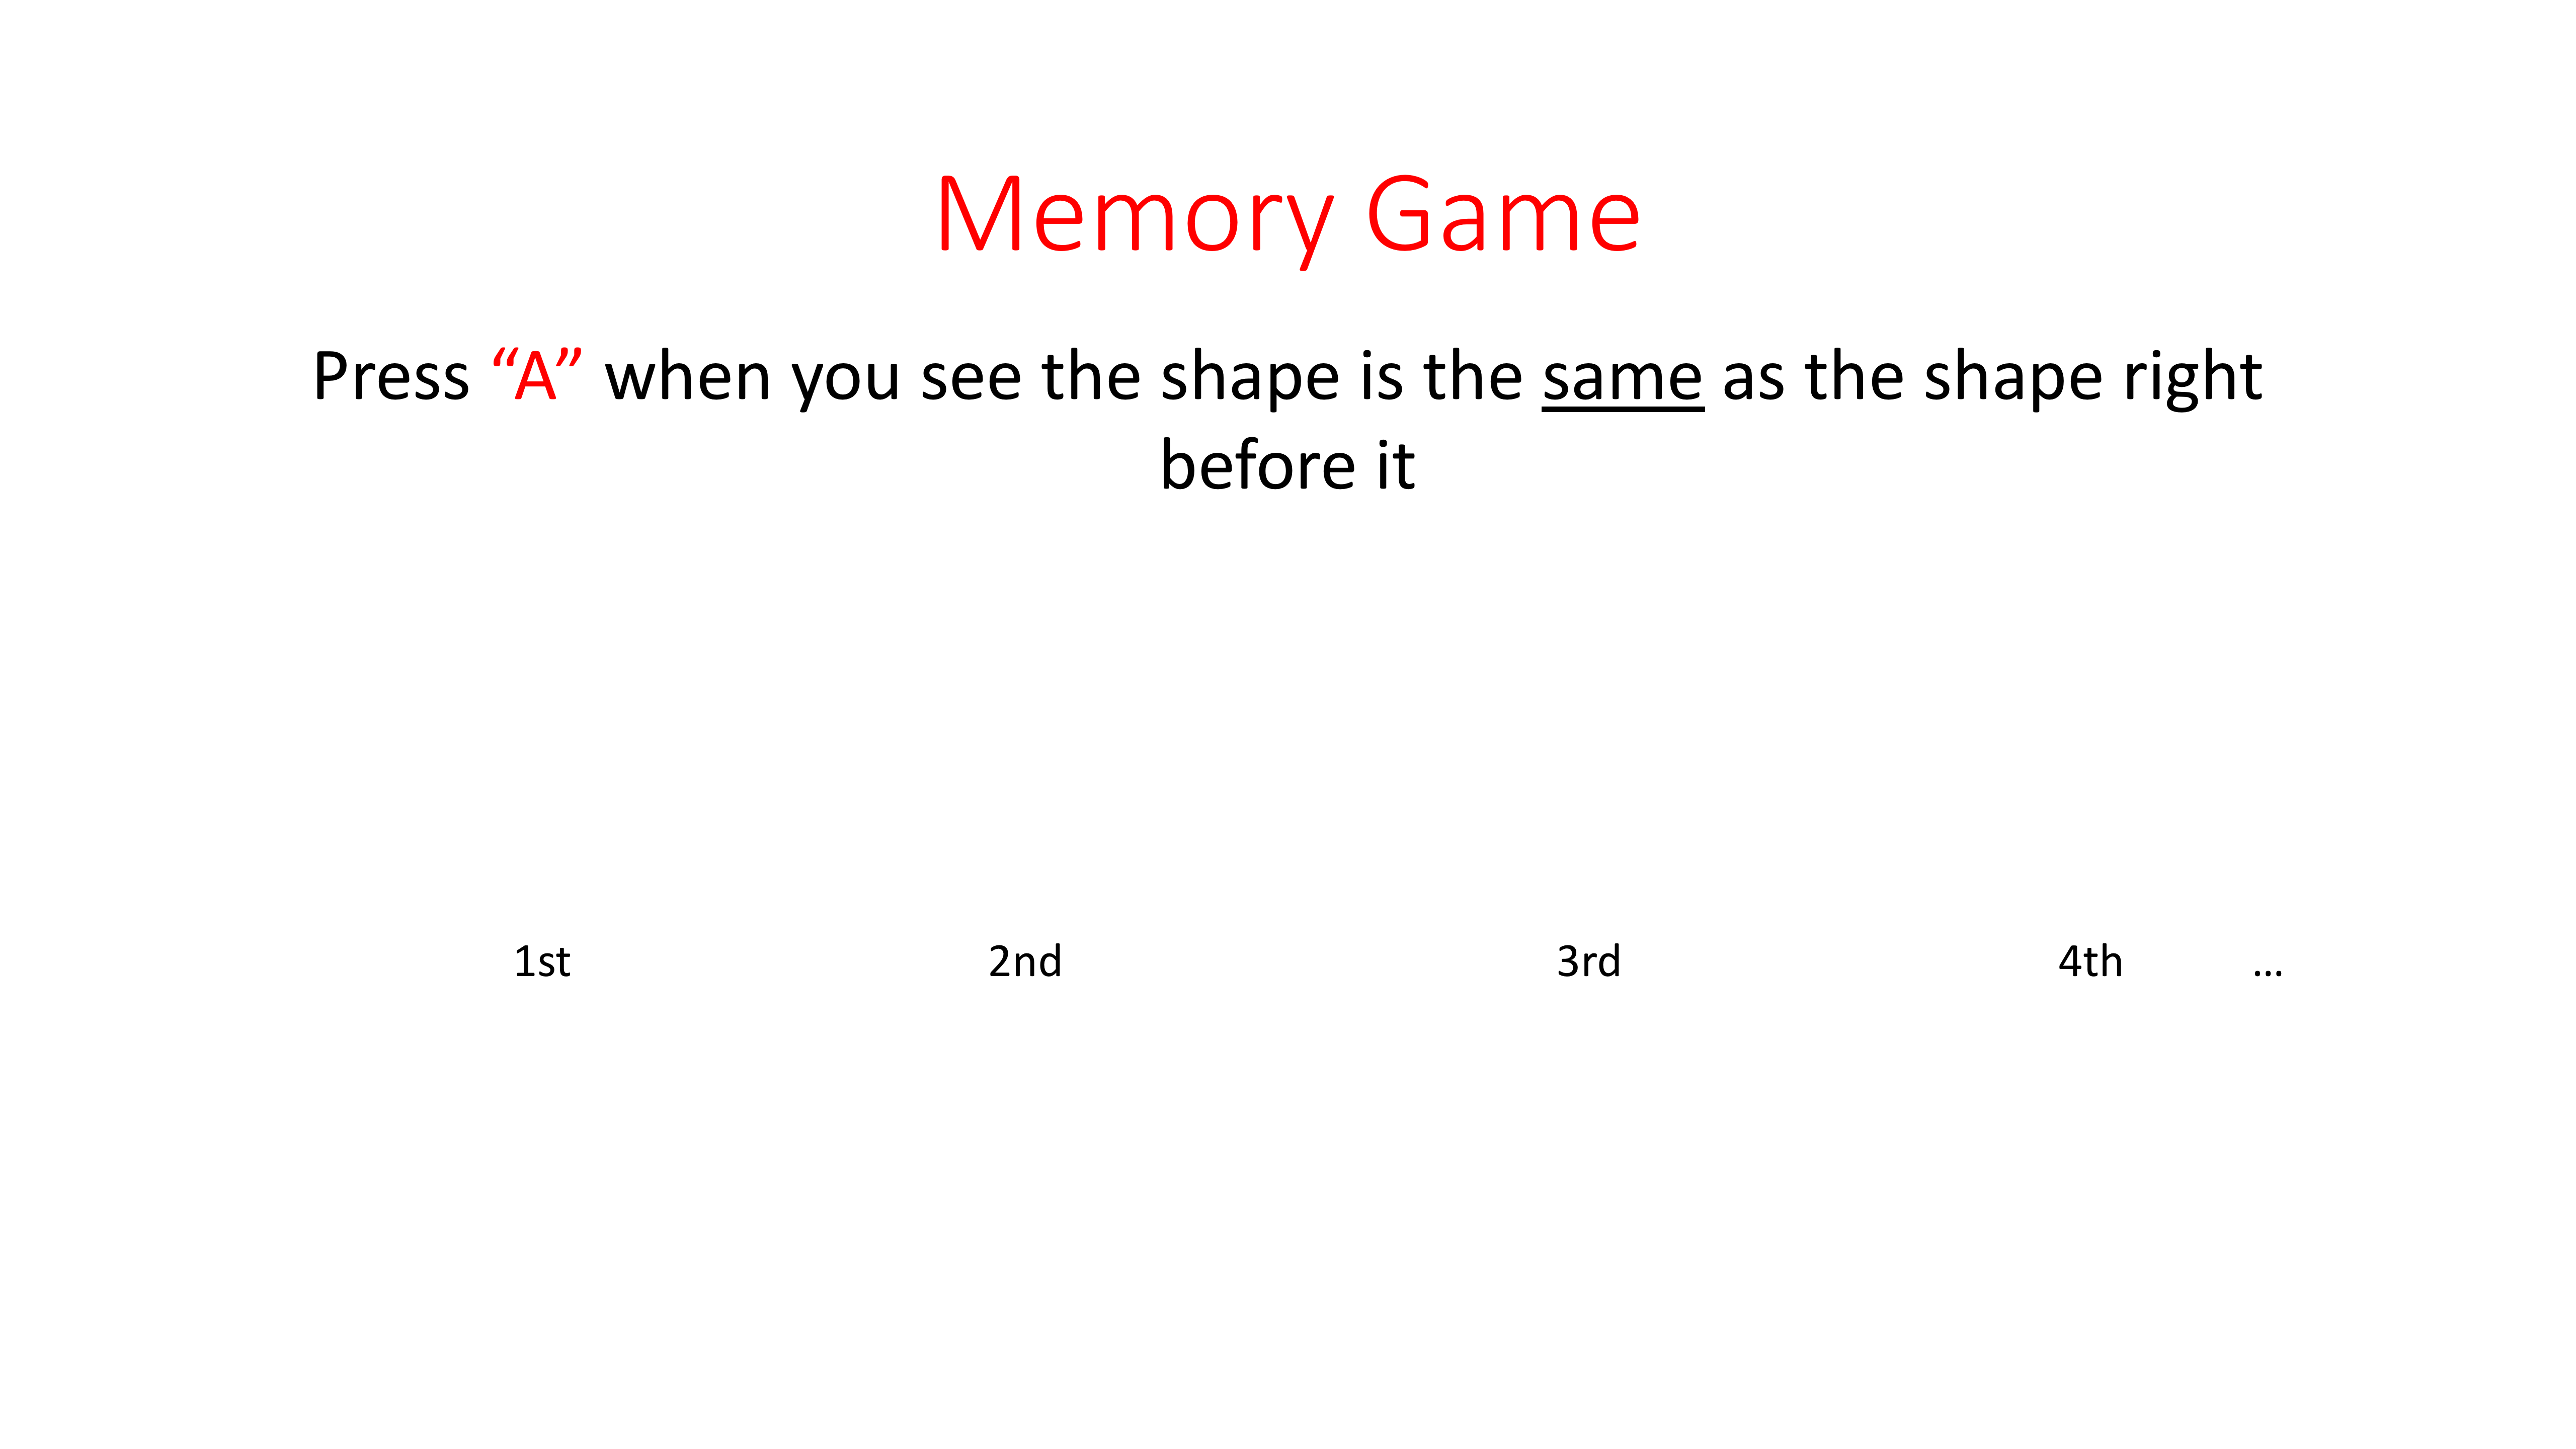 Memory Game
Press “A” when you see the shape is the same as the shape right
before it
1st 2nd 3rd 4th ...